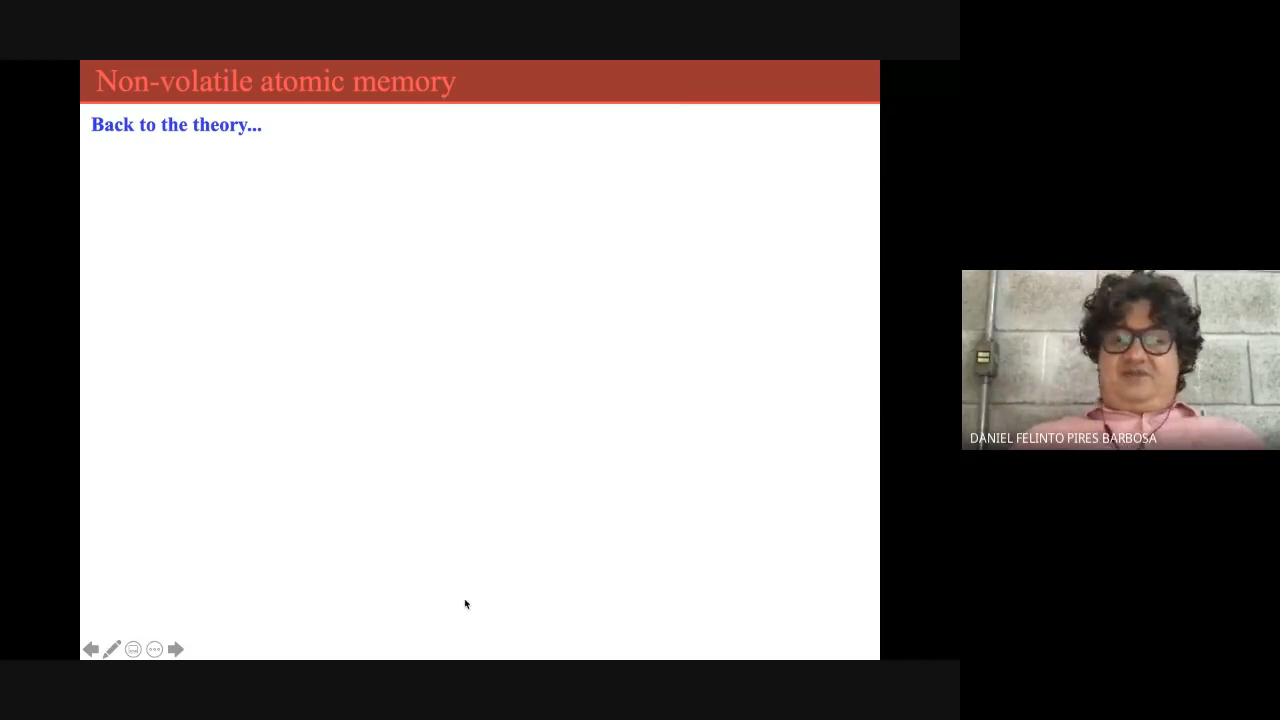 Non-volatile atomic memory
Back to the theory...
DANIEL FELINTO PIRES BARBOSA